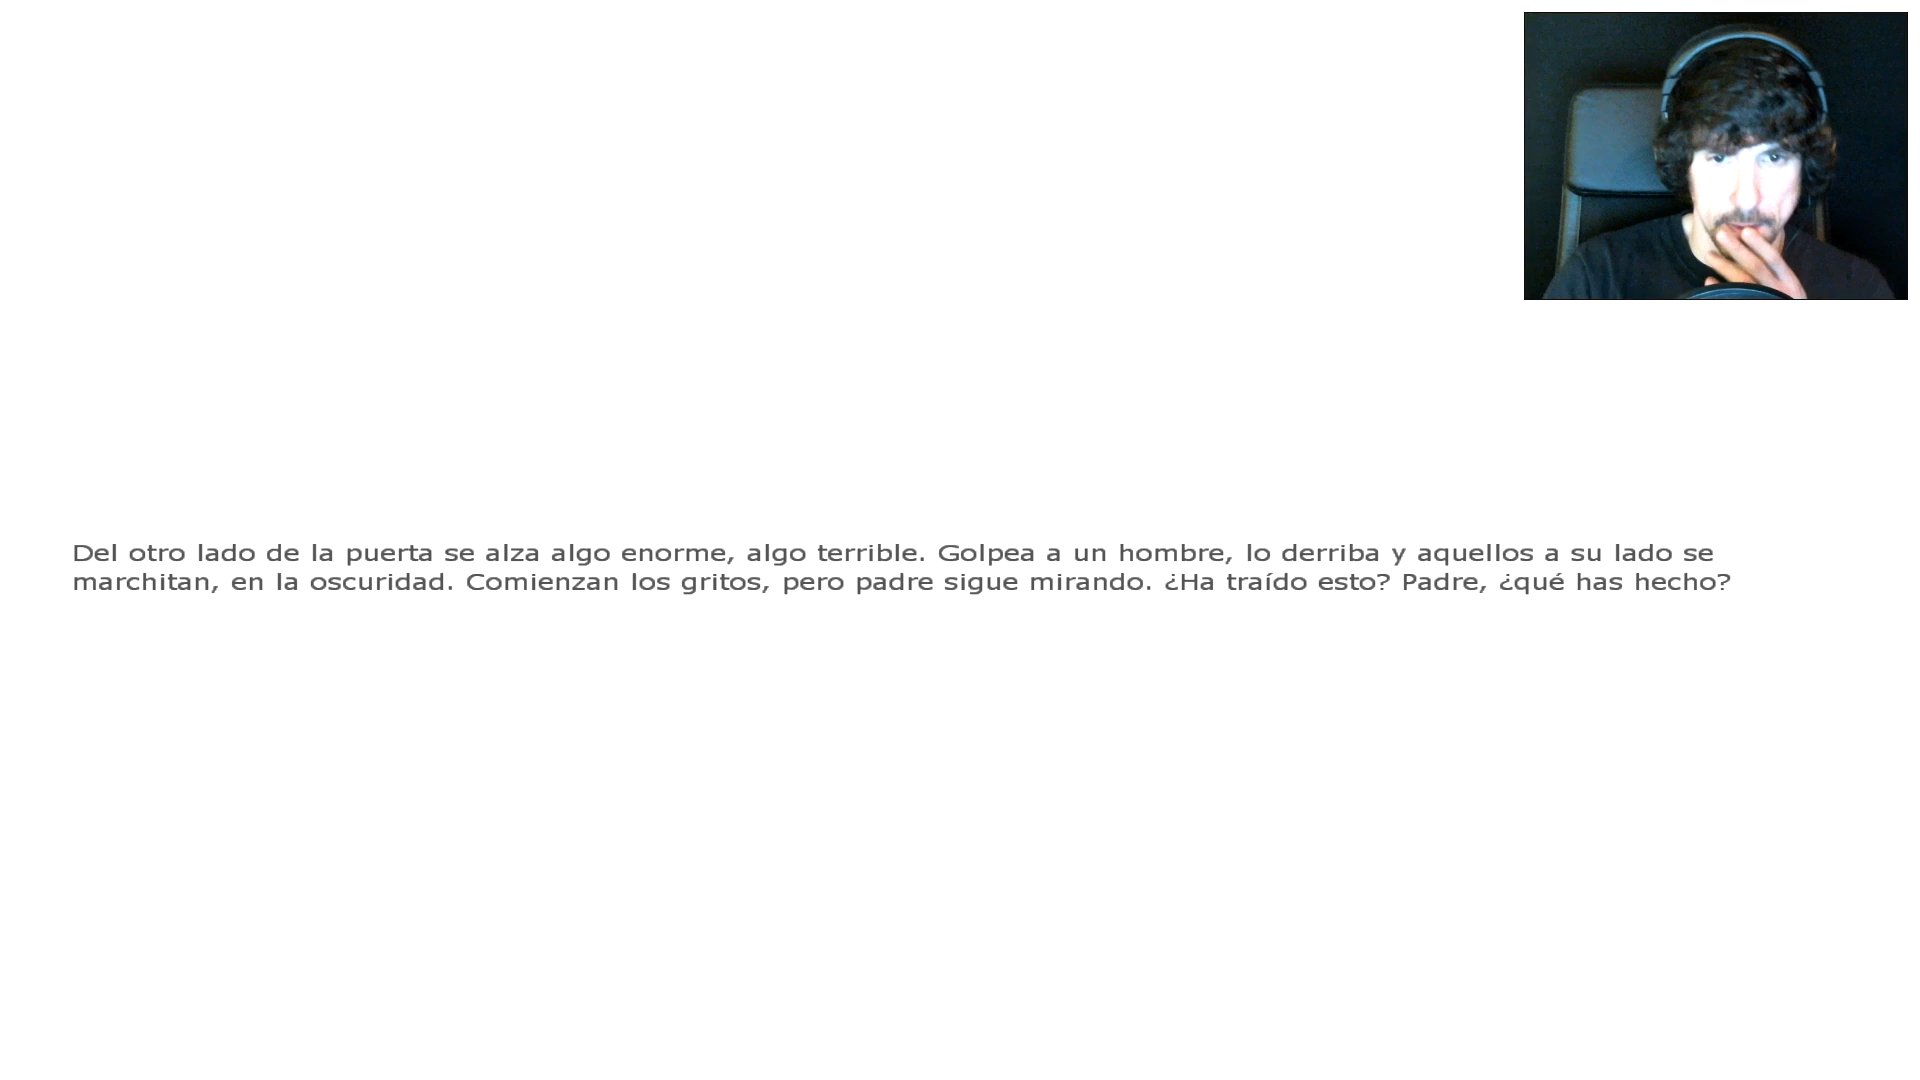 Del otro lado de la puerta se alza algo enorme, algo terrible. Golpea a un hombre, lo derriba y aquellos a su lado se
marchitan, en la oscuridad. Comienzan los gritos, pero padre sigue mirando. ¿Ha traído esto? Padre, ¿qué has hecho?